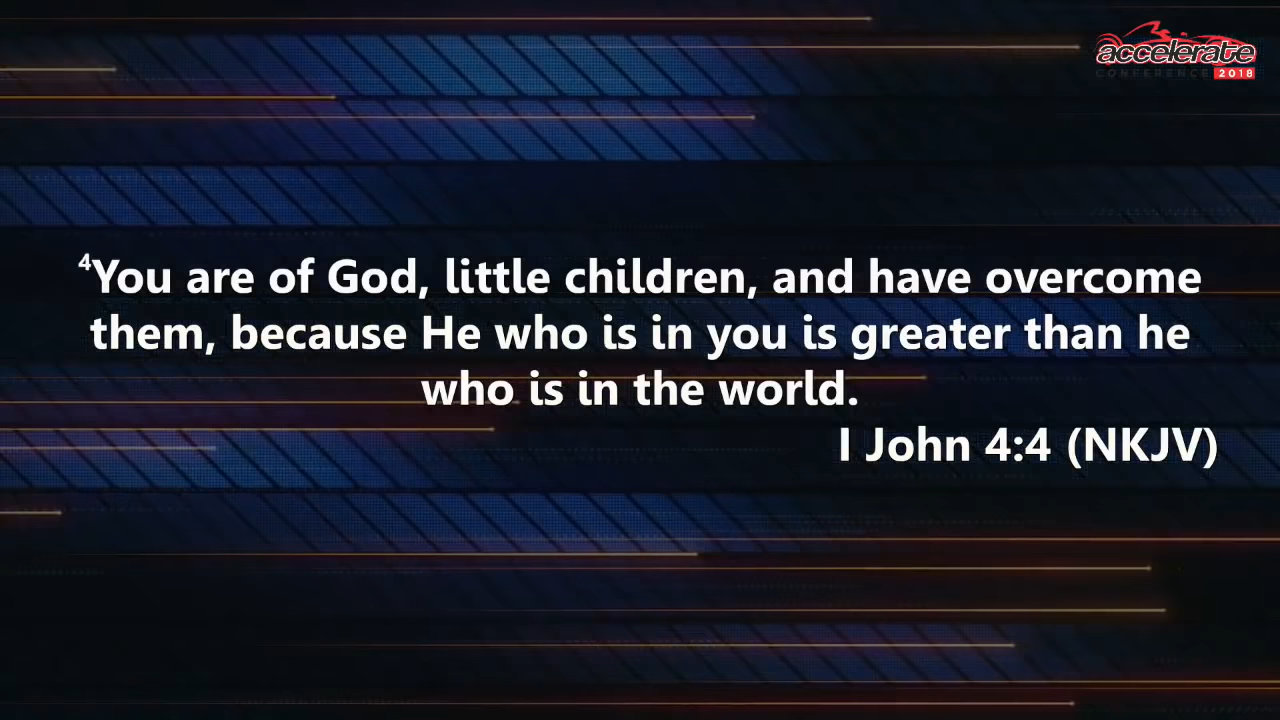 accelerate
CONFERENCE 2018
⁴You are of God, little children, and have overcome
them, because He who is in you is greater than he
who is in the world.
I John 4:4 (NKJV)